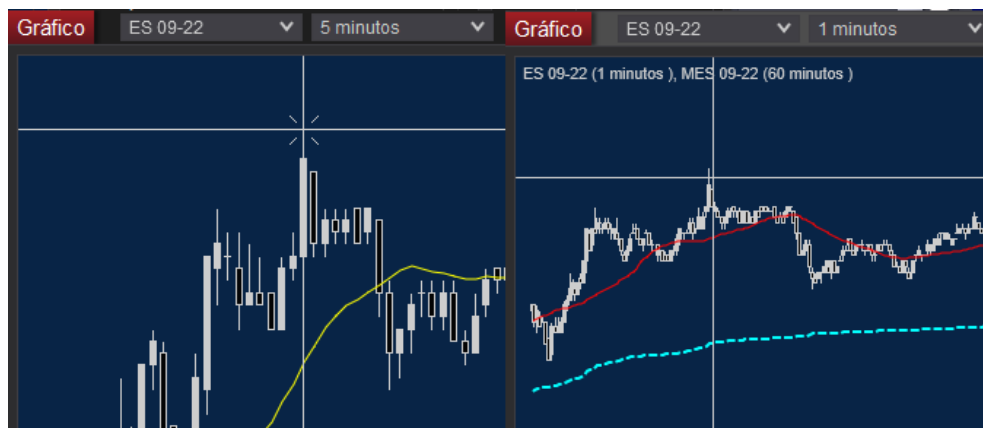 Gráfico ES 09-22 5 minutos
Gráfico ES 09-22 1 minutos
ES 09-22 (1 minutos ), MES 09-22 (60 minutos )